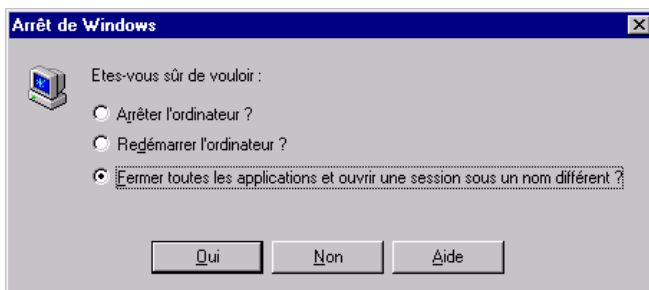 Arrêt de Windows
Etes-vous sûr de vouloir :
Arrêter l'ordinateur ?
Redémarrer l'ordinateur ?
Fermer toutes les applications et ouvrir une session sous un nom différent ?
Oui
Non
Aide